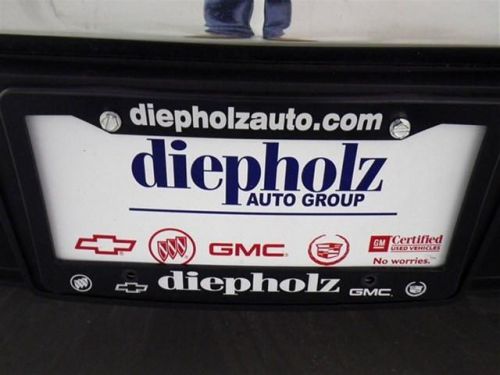 diepholzauto.com
diepholz
AUTO GROUP
GMC
GM Certified
USED VEHICLES
No worries.
diepholz
GMC